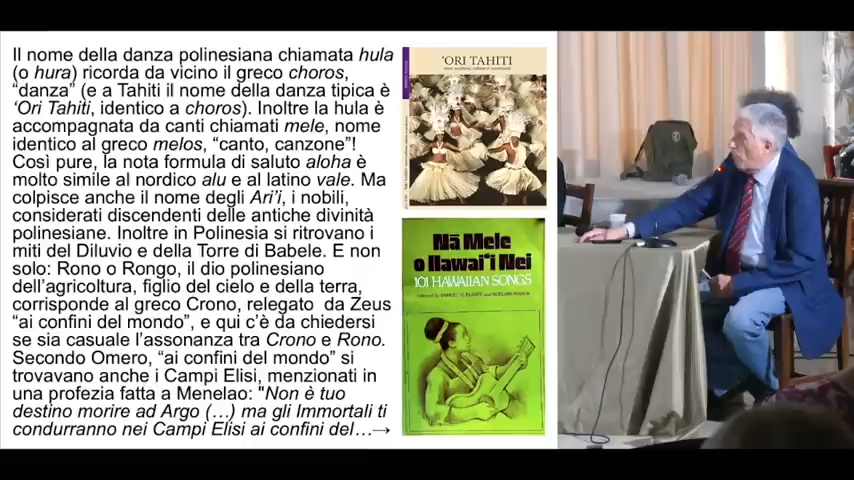 Il nome della danza polinesiana chiamata hula
(o hura) ricorda da vicino il greco choros,
“danza” (e a Tahiti il nome della danza tipica è
‘Ori Tahiti, identico a choros). Inoltre la hula è
accompagnata da canti chiamati mele, nome
identico al greco melos, “canto, canzone”!
Così pure, la nota formula di saluto aloha è
molto simile al nordico alu e al latino vale. Ma
colpisce anche il nome degli Ari’i, i nobili,
considerati discendenti delle antiche divinità
polinesiane. Inoltre in Polinesia si ritrovano i
miti del Diluvio e della Torre di Babele. E non
solo: Rono o Rongo, il dio polinesiano
dell’agricoltura, figlio del cielo e della terra,
corrisponde al greco Crono, relegato da Zeus
“ai confini del mondo”, e qui c’è da chiedersi
se sia casuale l’assonanza tra Crono e Rono.
Secondo Omero, “ai confini del mondo” si
trovavano anche i Campi Elisi, menzionati in
una profezia fatta a Menelao: "Non è tuo
destino morire ad Argo (…) ma gli Immortali ti
condurranno nei Campi Elisi ai confini del…→
‘ORI TAHITI
Nā Mele
o Hawai‘i Nei
101 HAWAIIAN SONGS